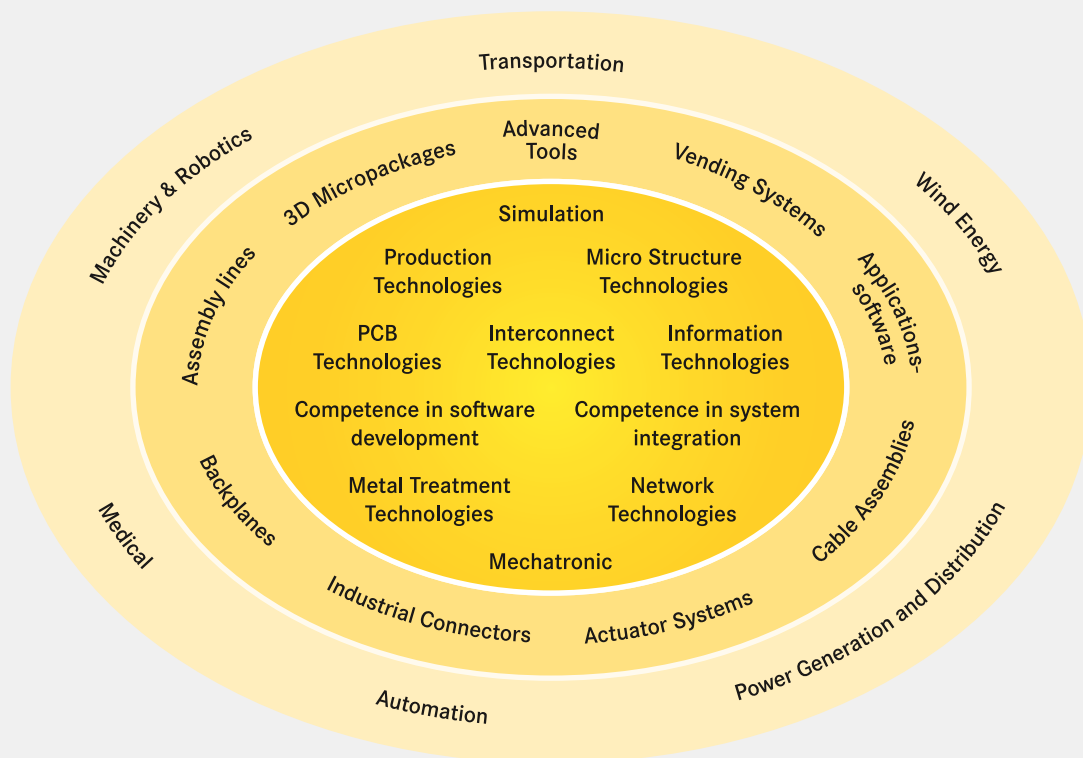 Transportation
Machinery & Robotics
Wind Energy
Medical
Power Generation and Distribution
Automation
Advanced
Tools
3D Micropackages
Vending Systems
Assembly lines
Applications-
software
Backplanes
Cable Assemblies
Industrial Connectors
Actuator Systems
Simulation
Production
Technologies
Micro Structure
Technologies
PCB
Technologies
Interconnect
Technologies
Information
Technologies
Competence in software
development
Competence in system
integration
Metal Treatment
Technologies
Network
Technologies
Mechatronic